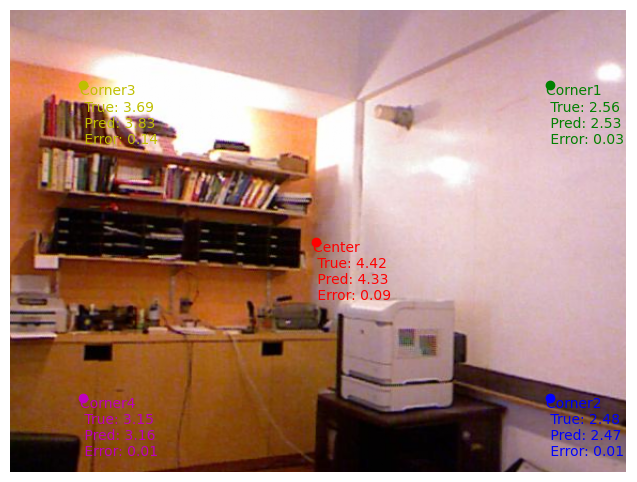 Corner3
True: 3.69
Pred: 3.83
Error: 0.14
Corner1
True: 2.56
Pred: 2.53
Error: 0.03
Center
True: 4.42
Pred: 4.33
Error: 0.09
Corner4
True: 3.15
Pred: 3.16
Error: 0.01
Corner2
True: 2.48
Pred: 2.47
Error: 0.01